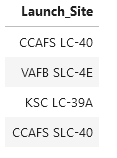 Launch_Site
CCAFS LC-40
VAFB SLC-4E
KSC LC-39A
CCAFS SLC-40